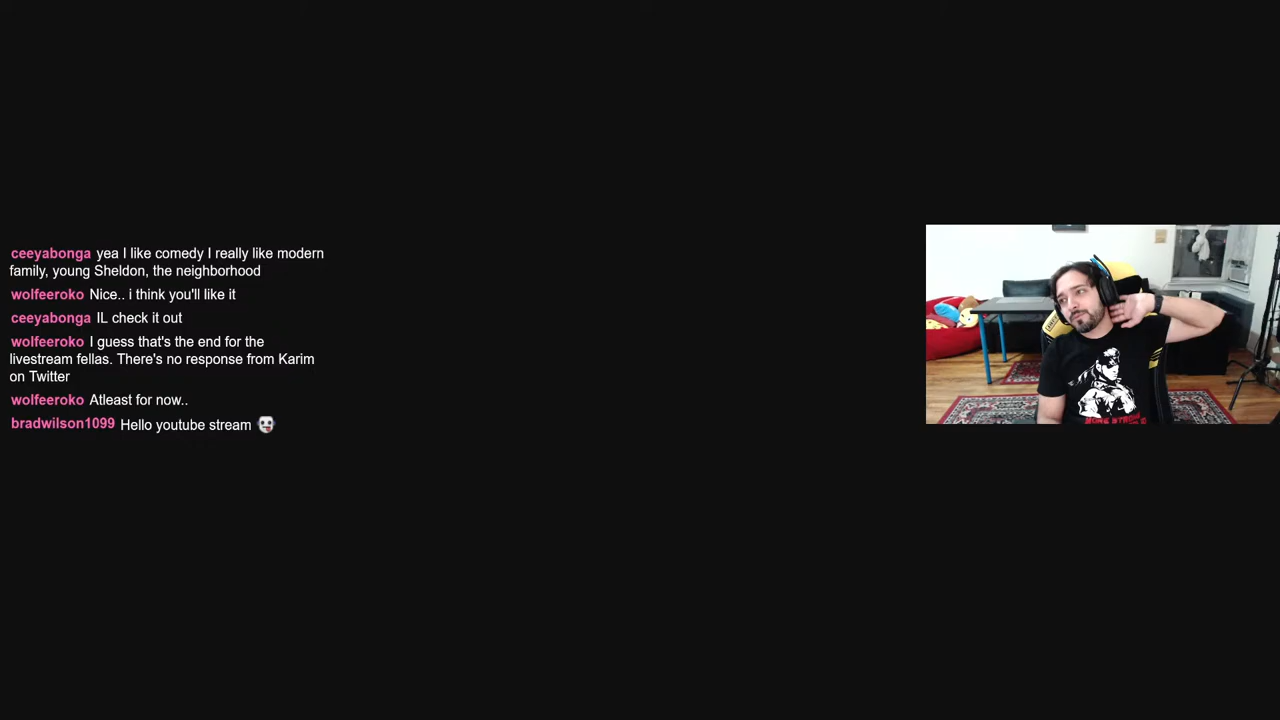 ceeyabonga yea I like comedy I really like modern
family, young Sheldon, the neighborhood
wolfeeroko Nice.. i think you'll like it
ceeyabonga IL check it out
wolfeeroko I guess that's the end for the
livestream fellas. There's no response from Karim
on Twitter
wolfeeroko Atleast for now..
bradwilson1099 Hello youtube stream